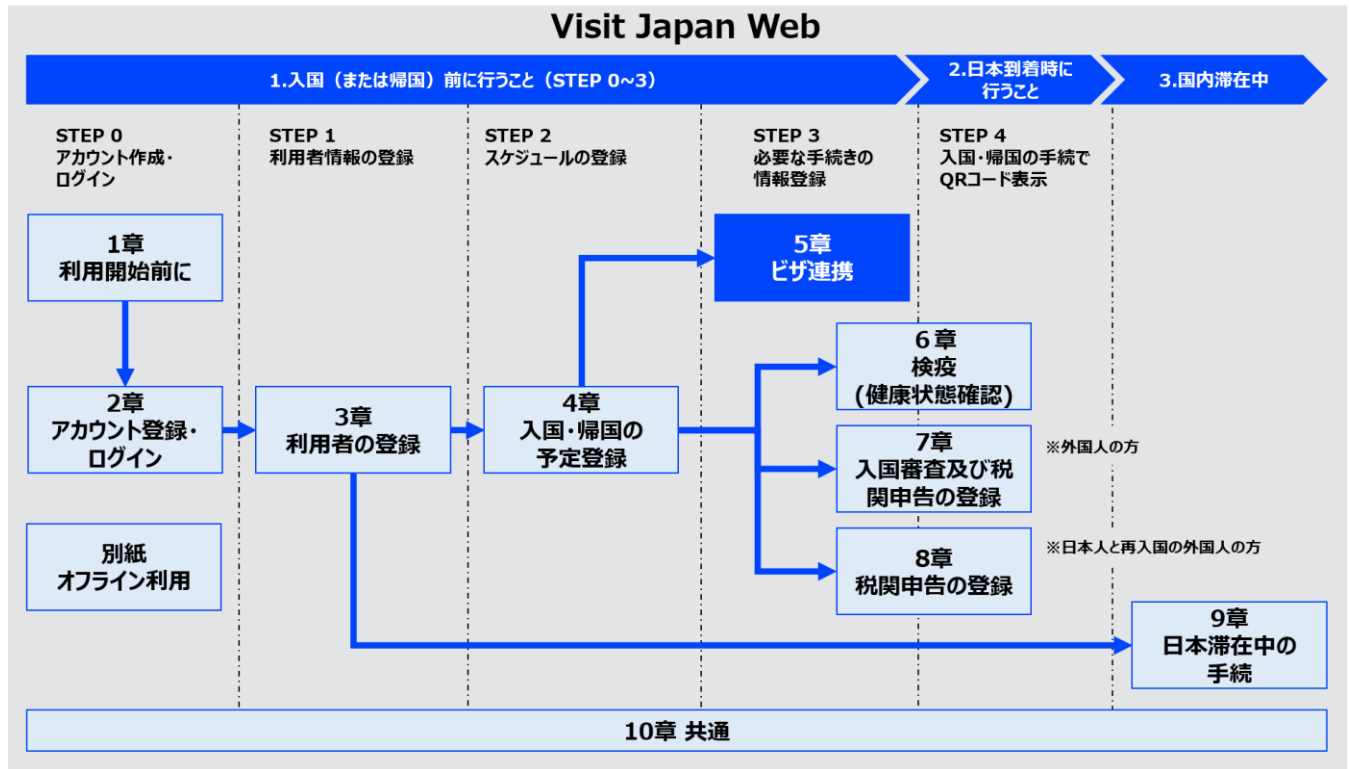 Visit Japan Web
1.入国（または帰国）前に行うこと（STEP 0~3）
2.日本到着時に
行うこと
3.国内滞在中
STEP 0
アカウント作成・
ログイン
STEP 1
利用者情報の登録
STEP 2
スケジュールの登録
STEP 3
必要な手続きの
情報登録
STEP 4
入国・帰国の手続で
QRコード表示
1章
利用開始前に
5章
ビザ連携
6章
検疫
(健康状態確認)
2章
アカウント登録・
ログイン
3章
利用者の登録
4章
入国・帰国の
予定登録
7章
入国審査及び税
関申告の登録
※外国人の方
別紙
オフライン利用
8章
税関申告の登録
※日本人と再入国の外国人の方
9章
日本滞在中の
手続
10章 共通